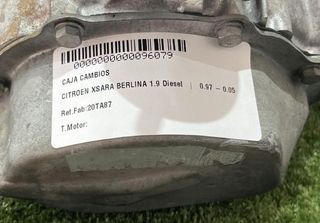 0000000000096079
CAJA CAMBIOS
CITROEN XSARA BERLINA 1.9 Diesel | 0.97 - 0.05
Ref.Fab:20TA87
T.Motor: